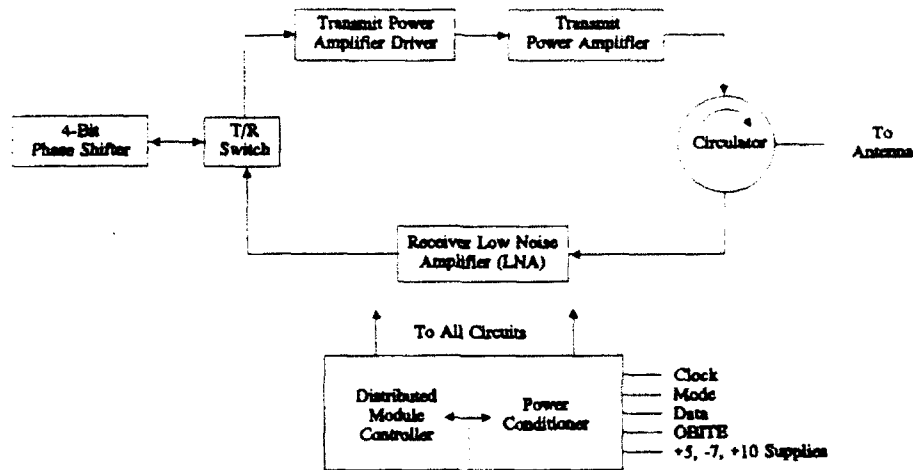 Transmit Power
Amplifier Driver
Transmit
Power Amplifier
4-Bit
Phase Shifter
T/R
Switch
Circulator
To
Antenna
Receiver Low Noise
Amplifier (LNA)
To All Circuits
Distributed
Module
Controller
Power
Conditioner
Clock
Mode
Data
OBITE
+5, -7, +10 Supplies